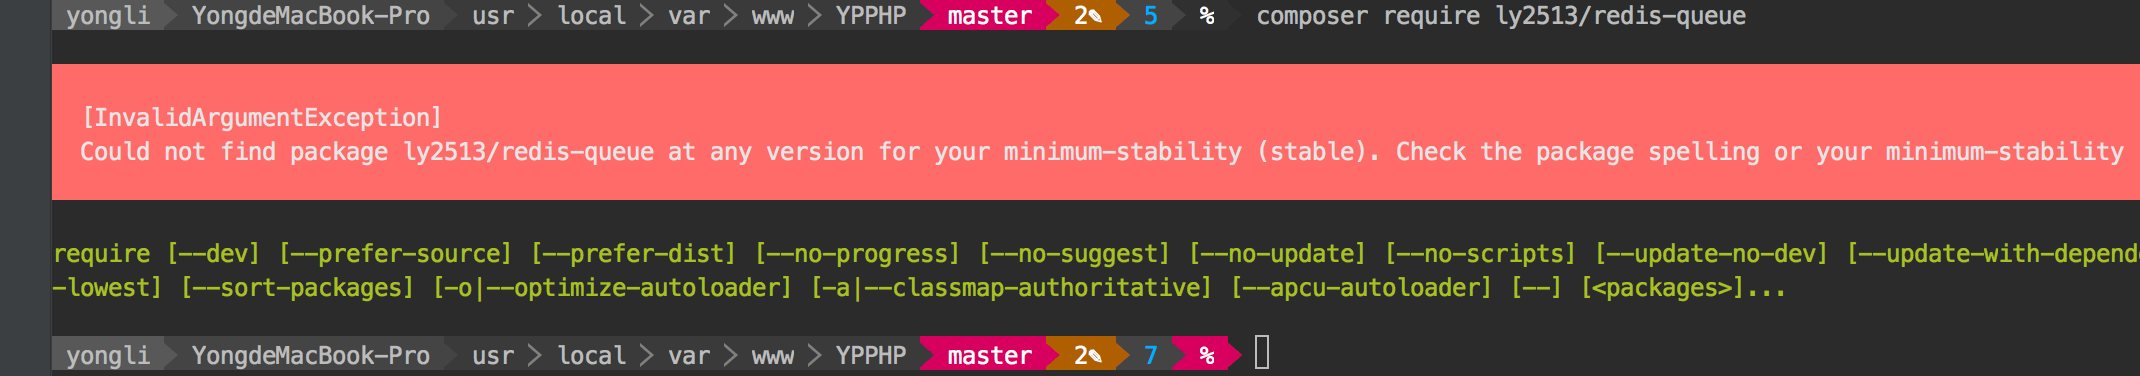 yongli YongdeMacBook-Pro usr local var www YPPHP master 2✎ 5 % composer require ly2513/redis-queue
[InvalidArgumentException]
Could not find package ly2513/redis-queue at any version for your minimum-stability (stable). Check the package spelling or your minimum-stability
require [--dev] [--prefer-source] [--prefer-dist] [--no-progress] [--no-suggest] [--no-update] [--no-scripts] [--update-no-dev] [--update-with-depend
-lowest] [--sort-packages] [-o|--optimize-autoloader] [-a|--classmap-authoritative] [--apcu-autoloader] [--] [<packages>]...
yongli YongdeMacBook-Pro usr local var www YPPHP master 2✎ 7 %